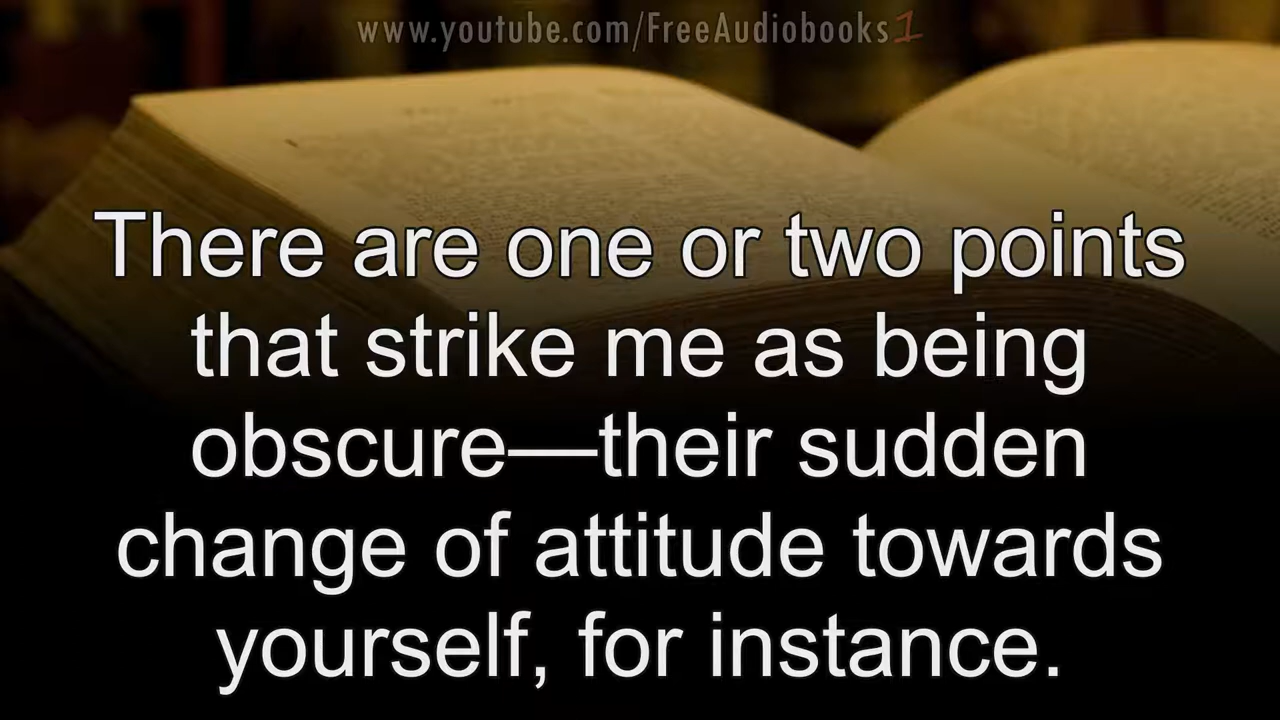 www.youtube.com/FreeAudiobooks1
There are one or two points
that strike me as being
obscure—their sudden
change of attitude towards
yourself, for instance.